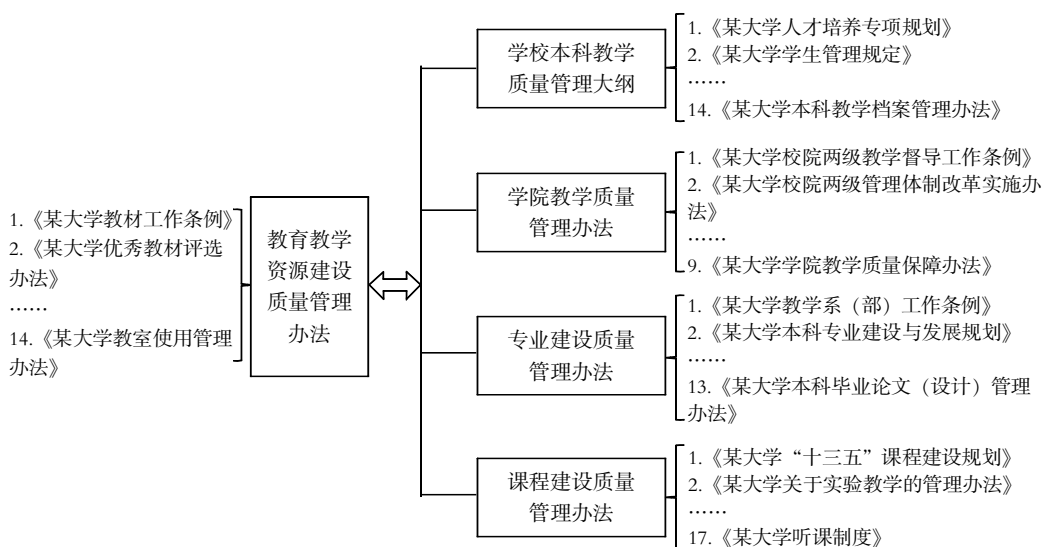 1.《某大学教材工作条例》
2.《某大学优秀教材评选
办法》
……
14.《某大学教室使用管理
办法》
教育教学
资源建设
质量管理
办法
学校本科教学
质量管理大纲
1.《某大学人才培养专项规划》
2.《某大学学生管理规定》
……
14.《某大学本科教学档案管理办法》
学院教学质量
管理办法
1.《某大学校院两级教学督导工作条例》
2.《某大学校院两级管理体制改革实施办
法》
……
9.《某大学学院教学质量保障办法》
专业建设质量
管理办法
1.《某大学教学系（部）工作条例》
2.《某大学本科专业建设与发展规划》
……
13.《某大学本科毕业论文（设计）管理
办法》
课程建设质量
管理办法
1.《某大学“十三五”课程建设规划》
2.《某大学关于实验教学的管理办法》
……
17.《某大学听课制度》